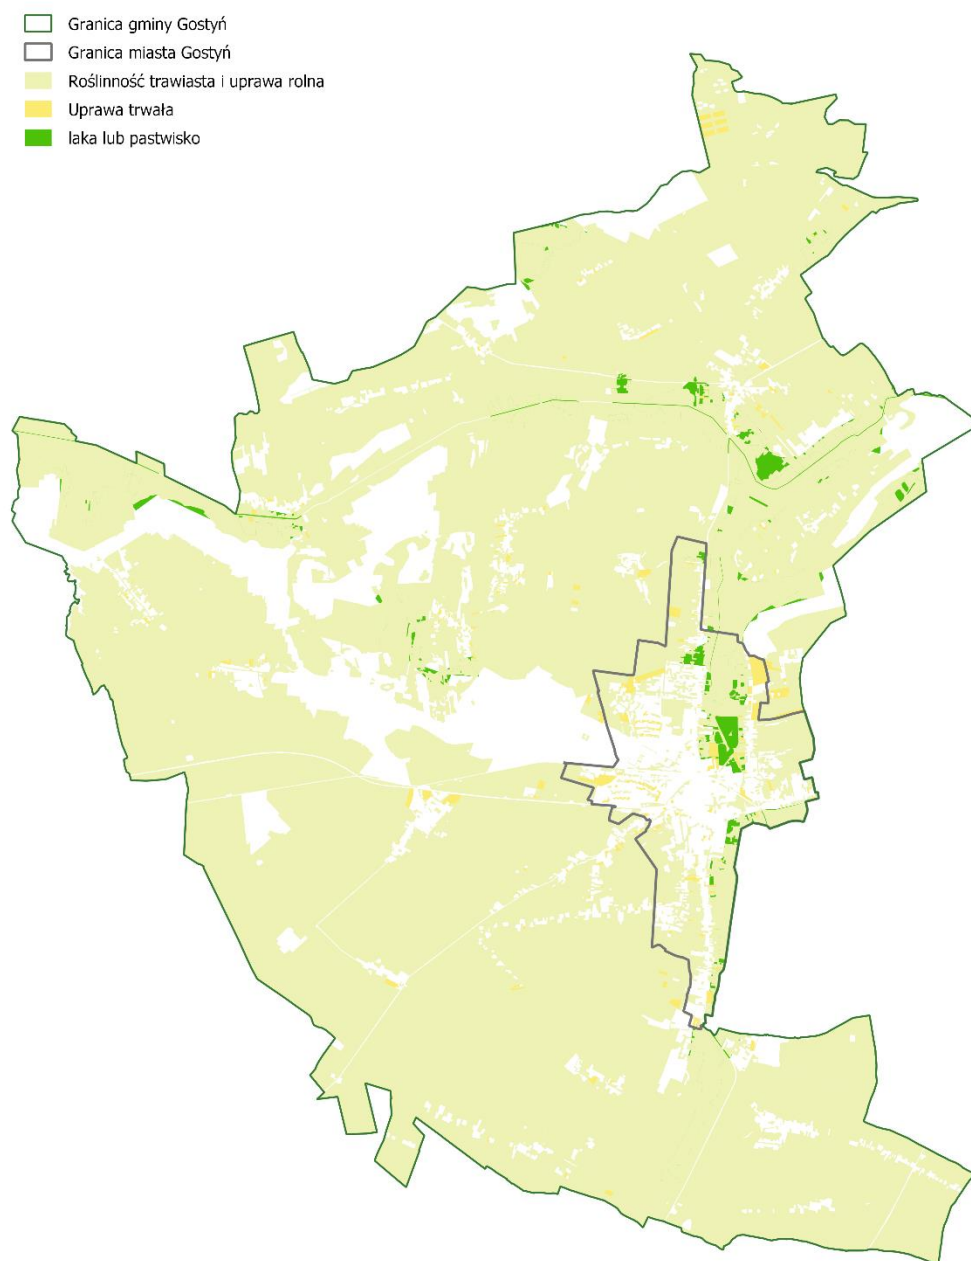 Granica gminy Gostyń
Granica miasta Gostyń
Roślinność trawiasta i uprawa rolna
Uprawa trwała
laka lub pastwisko